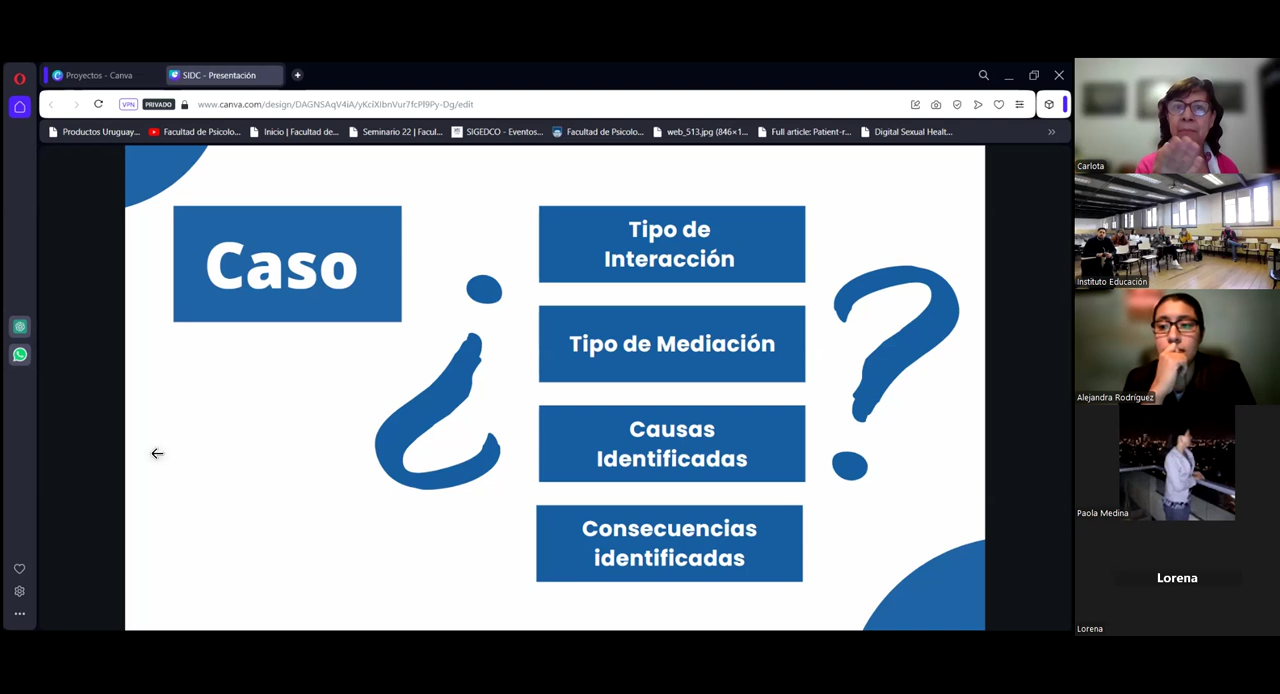 Proyectos - Canva
SIDC - Presentación
VPN
PRIVADO
www.canva.com/design/DAGNSAqV4iA/yKciXIbnVur7fcPl9Py-Dg/edit
Productos Uruguay...
Facultad de Psicolo...
Inicio | Facultad de...
Seminario 22 | Facul...
SIGEDCO - Eventos...
Facultad de Psicolo...
web_513.jpg (846×1...
Full article: Patient-r...
Digital Sexual Healt...
Caso
¿
Tipo de
Interacción
Tipo de Mediación
Causas
Identificadas
Consecuencias
identificadas
?
Carlota
Instituto Educación
Alejandra Rodríguez
Paola Medina
Lorena
Lorena